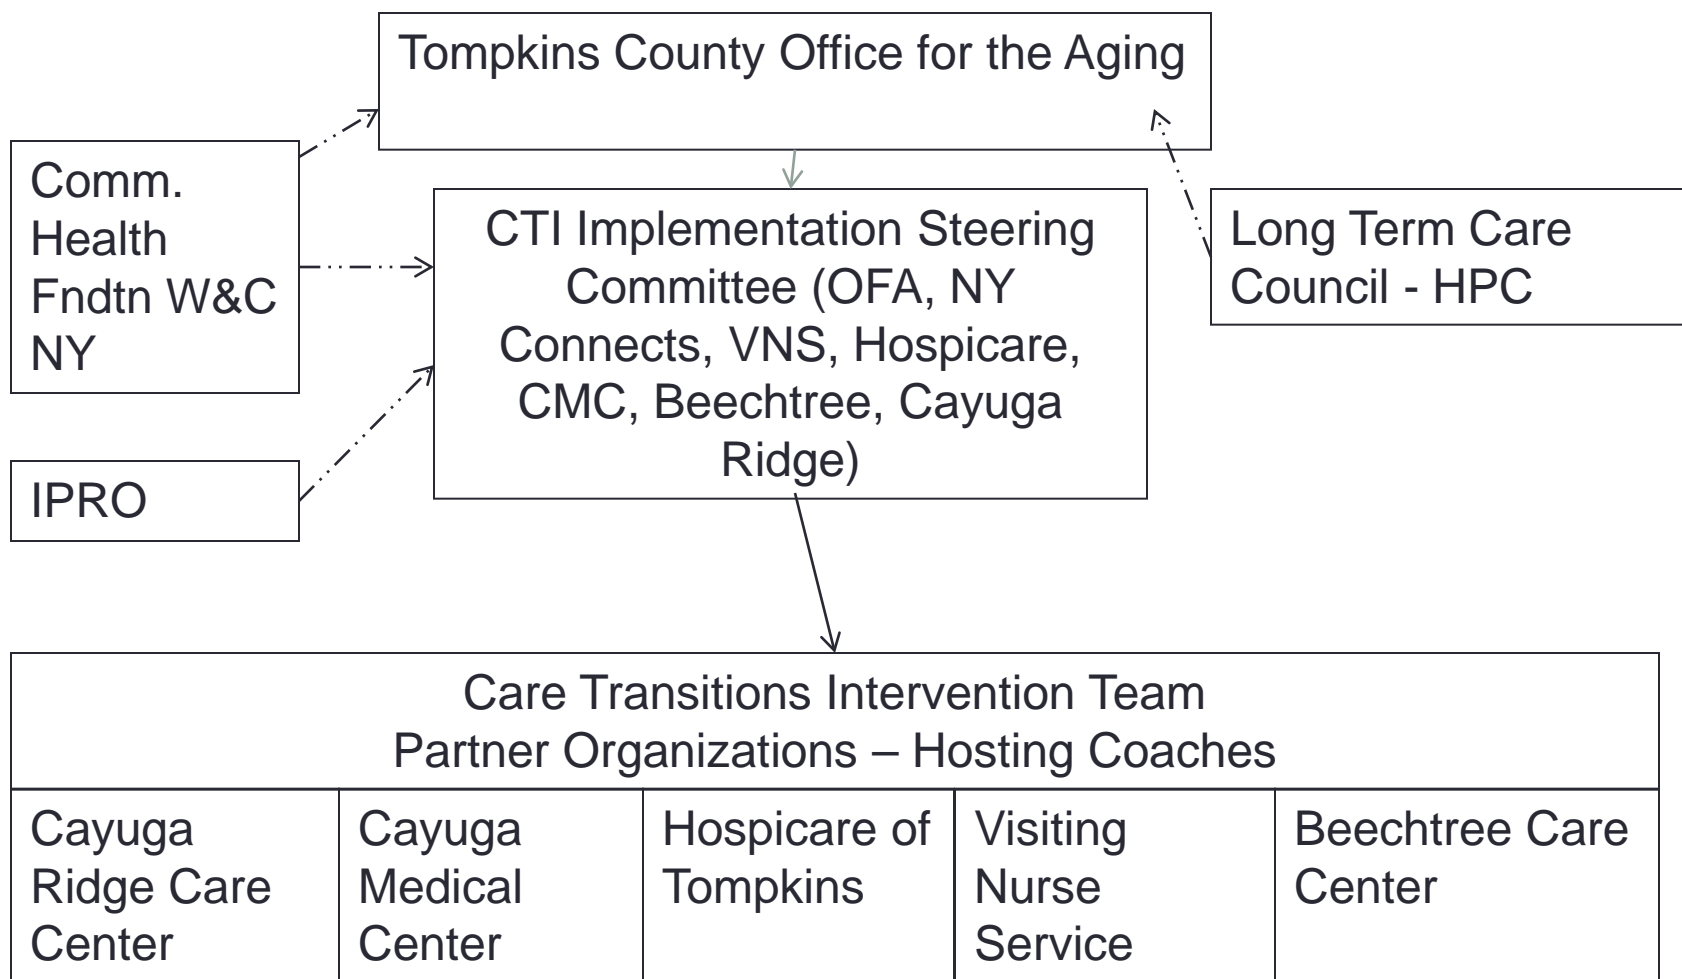 Tompkins County Office for the Aging
Comm.
Health
Fndtn W&C
NY
CTI Implementation Steering
Committee (OFA, NY
Connects, VNS, Hospicare,
CMC, Beechtree, Cayuga
Ridge)
Long Term Care
Council - HPC
IPRO
Care Transitions Intervention Team
Partner Organizations – Hosting Coaches
Cayuga
Ridge Care
Center
Cayuga
Medical
Center
Hospicare of
Tompkins
Visiting
Nurse
Service
Beechtree Care
Center